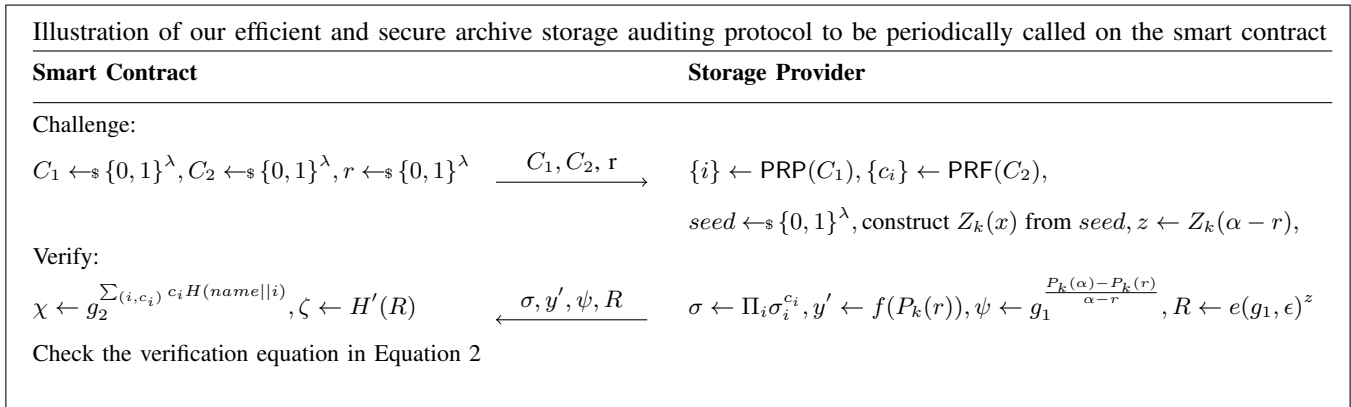 Illustration of our efficient and secure archive storage auditing protocol to be periodically called on the smart contract
Smart Contract Storage Provider
Challenge:
C₁ ←$ {0, 1}^λ, C₂ ←$ {0, 1}^λ, r ←$ {0, 1}^λ C₁, C₂, r {i} ← PRP(C₁), {c_i} ← PRF(C₂),
seed ←$ {0, 1}^λ, construct Z_k(x) from seed, z ← Z_k(α − r),
Verify:
χ ← g₂^{∑_{(i,c_i)} c_i H(name||i)}, ζ ← H′(R) σ, y′, ψ, R σ ← Π_i σ_i^{c_i}, y′ ← f(P_k(r)), ψ ← g₁^{\frac{P_k(α)−P_k(r)}{α−r}}, R ← e(g₁, ϵ)^z
Check the verification equation in Equation 2